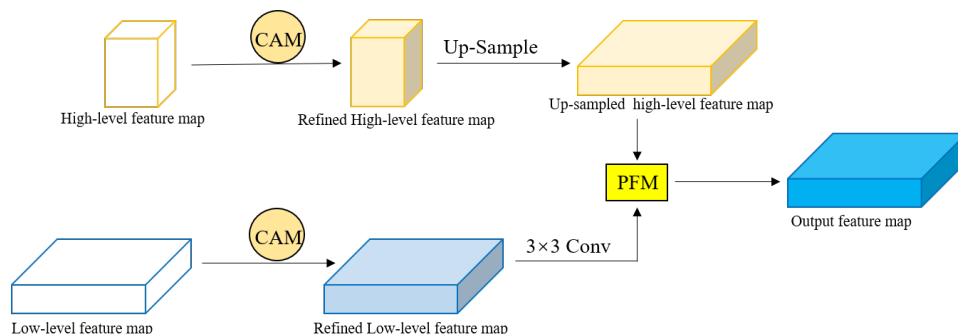 CAM
Up-Sample
High-level feature map
Refined High-level feature map
Up-sampled high-level feature map
PFM
Output feature map
CAM
3×3 Conv
Low-level feature map
Refined Low-level feature map